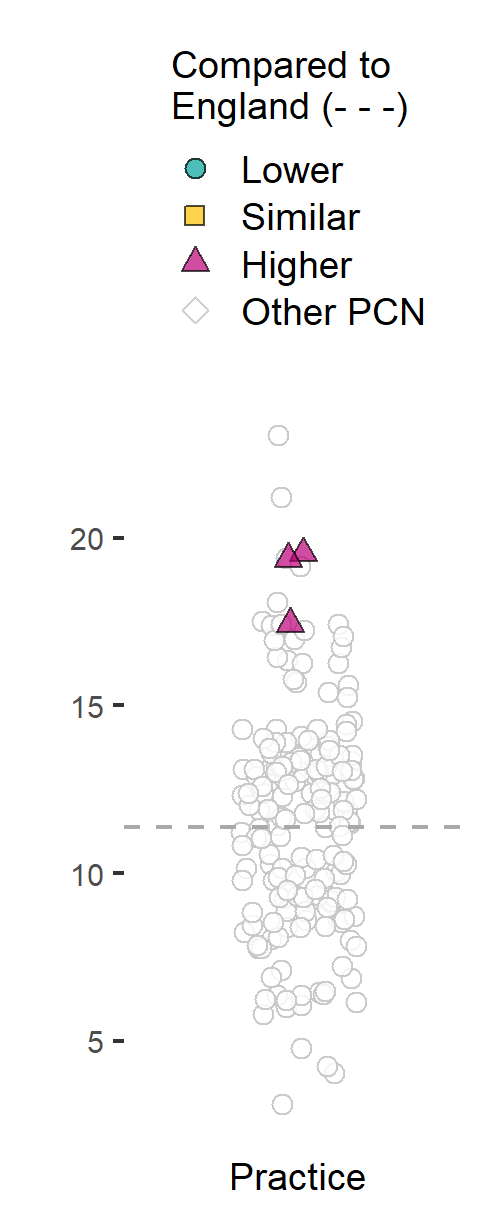 Compared to
England (- - -)
Lower
Similar
Higher
Other PCN
20
15
10
5
Practice